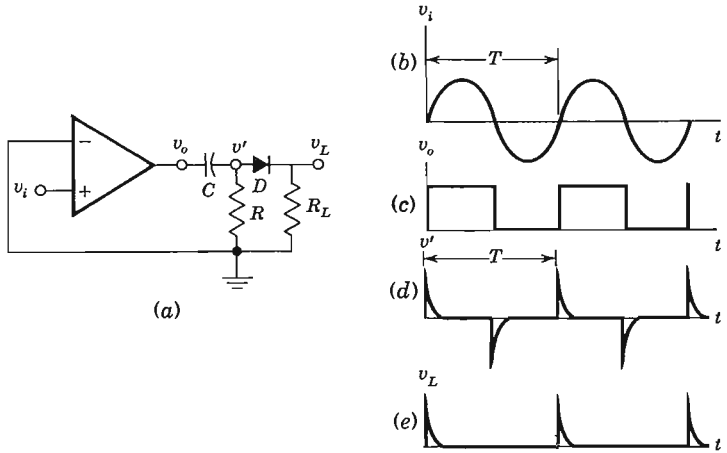 v_o
v'
v_L
v_i
−
+
C
D
R
R_L
(a)
v_i
(b)
T
t
v_o
(c)
t
v'
T
(d)
t
v_L
(e)
t